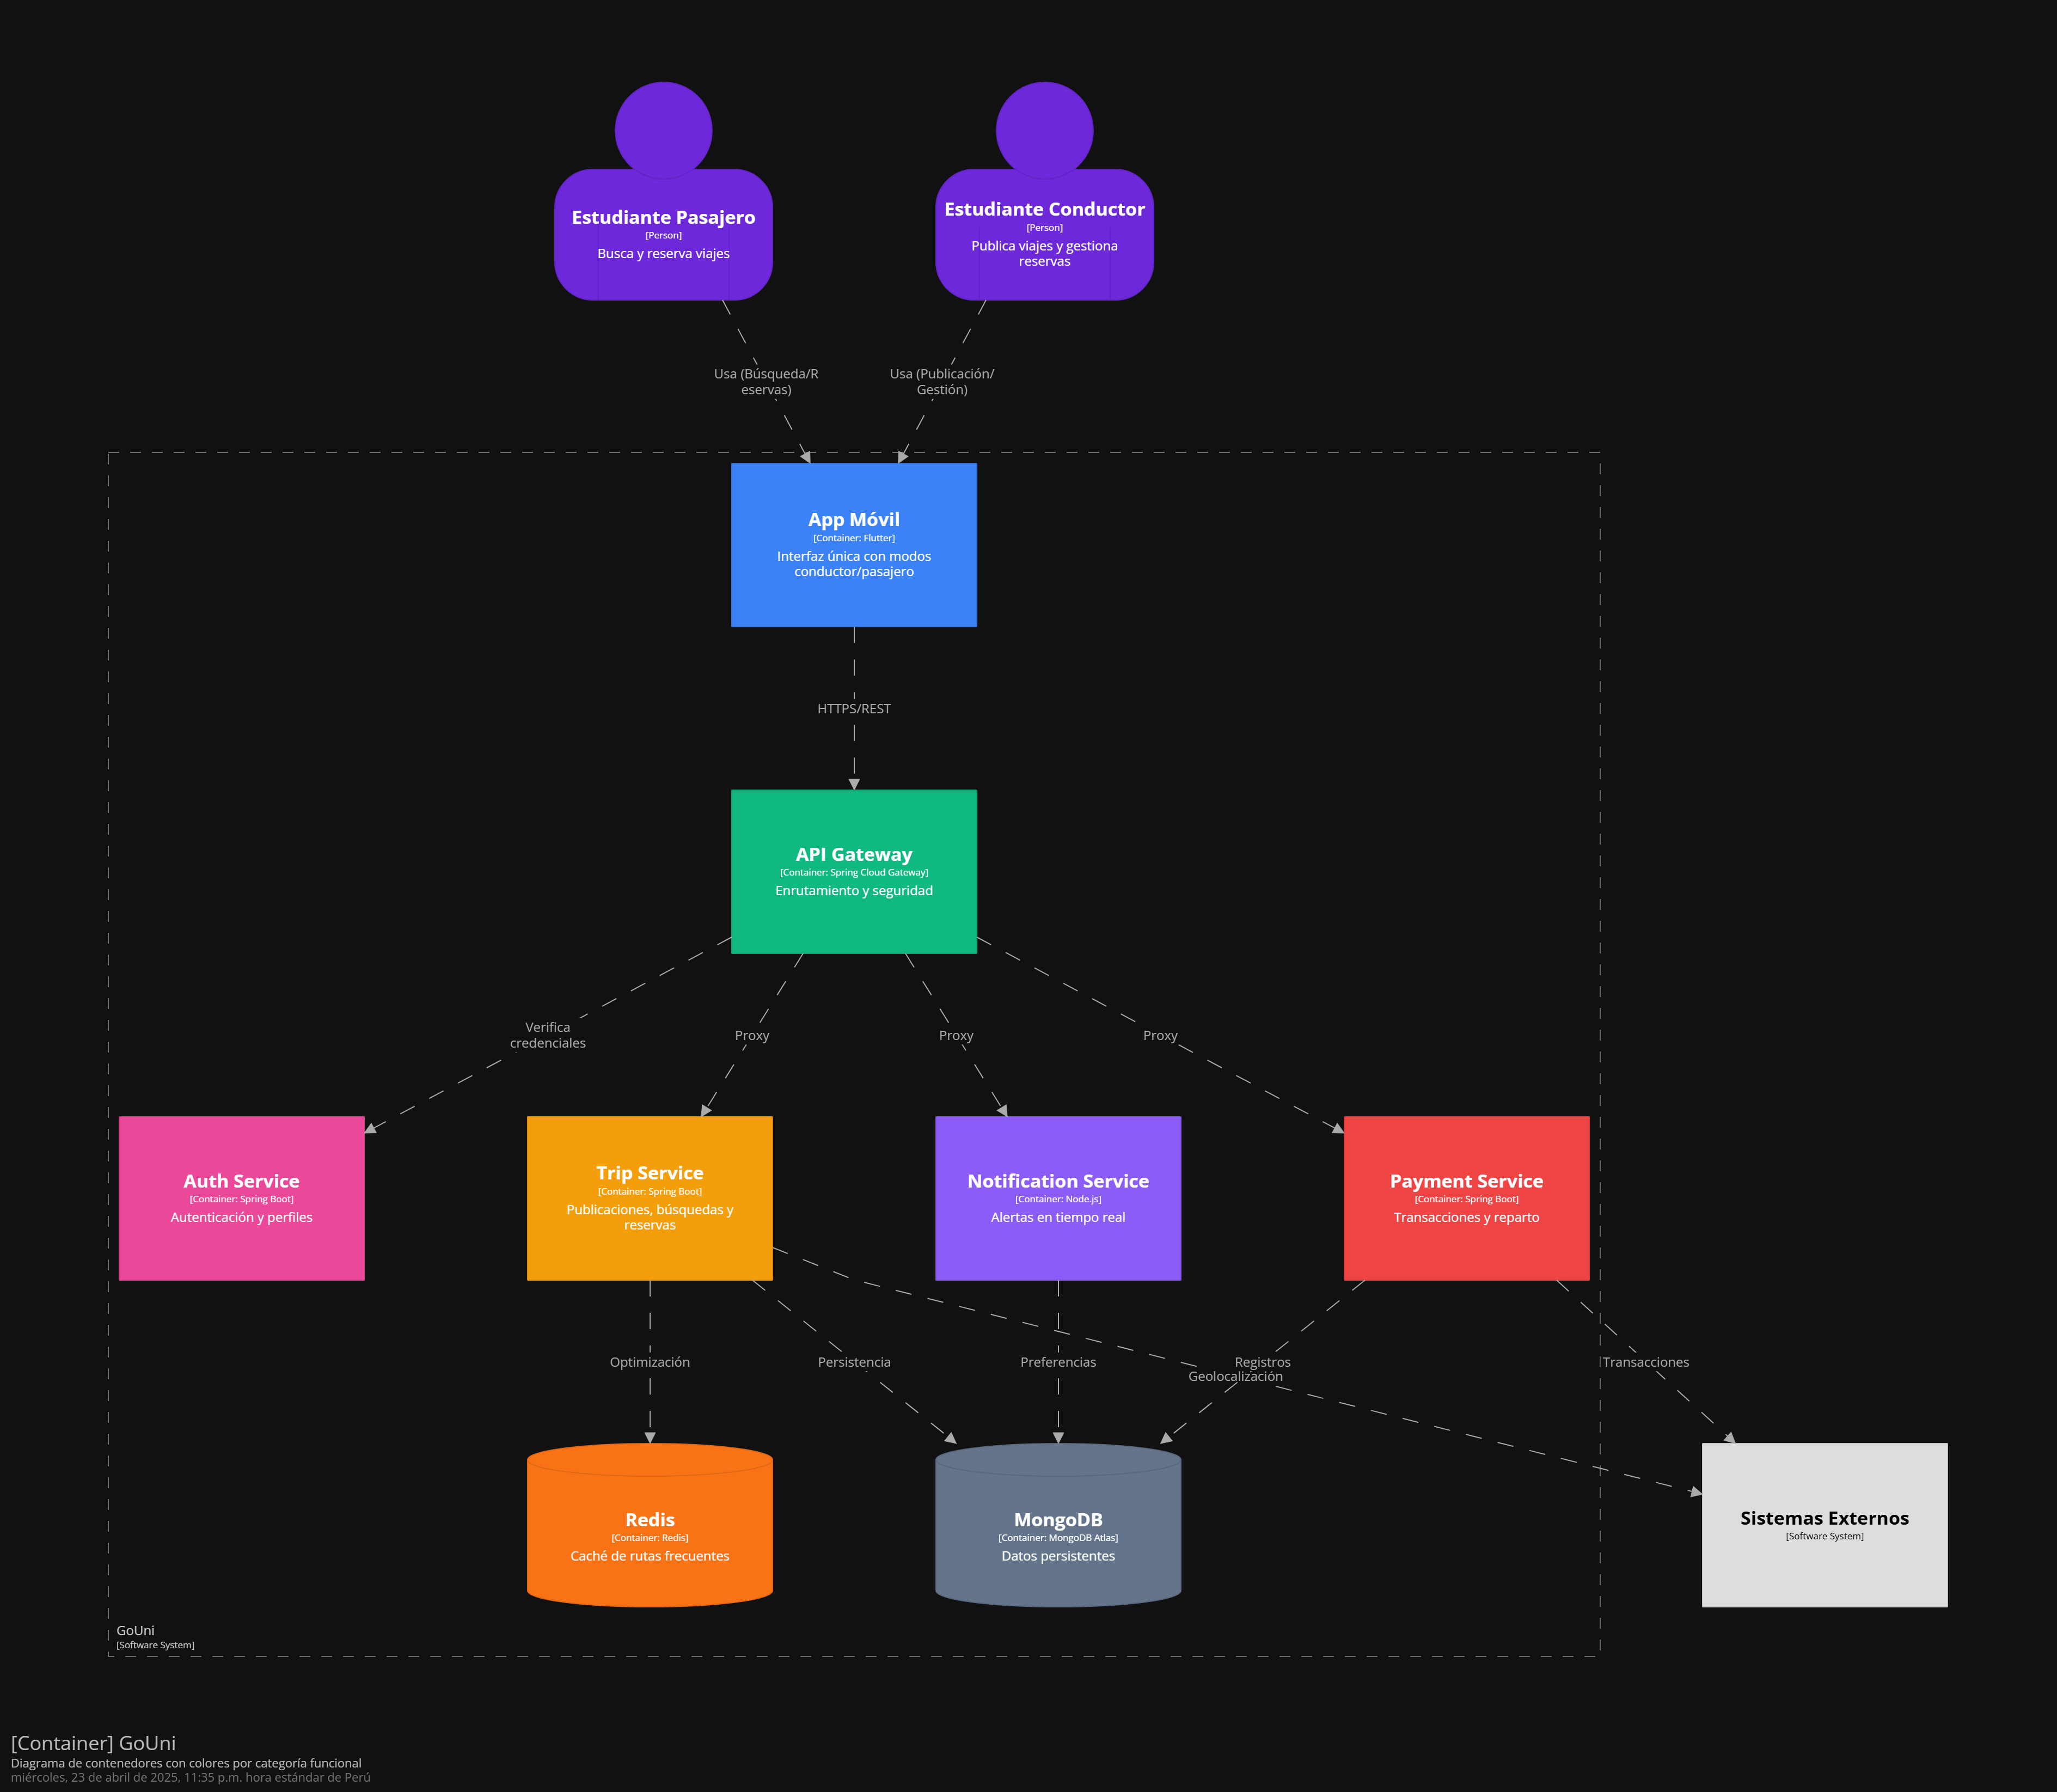 Estudiante Pasajero
[Person]
Busca y reserva viajes
Estudiante Conductor
[Person]
Publica viajes y gestiona
reservas
Usa (Búsqueda/R
eservas)
Usa (Publicación/
Gestión)
App Móvil
[Container: Flutter]
Interfaz única con modos
conductor/pasajero
HTTPS/REST
API Gateway
[Container: Spring Cloud Gateway]
Enrutamiento y seguridad
Verifica
credenciales
Proxy
Proxy
Proxy
Auth Service
[Container: Spring Boot]
Autenticación y perfiles
Trip Service
[Container: Spring Boot]
Publicaciones, búsquedas y
reservas
Notification Service
[Container: Node.js]
Alertas en tiempo real
Payment Service
[Container: Spring Boot]
Transacciones y reparto
Optimización
Persistencia
Preferencias
Registros
Geolocalización
Transacciones
Redis
[Container: Redis]
Caché de rutas frecuentes
MongoDB
[Container: MongoDB Atlas]
Datos persistentes
Sistemas Externos
[Software System]
GoUni
[Software System]
[Container] GoUni
Diagrama de contenedores con colores por categoría funcional
miércoles, 23 de abril de 2025, 11:35 p.m. hora estándar de Perú